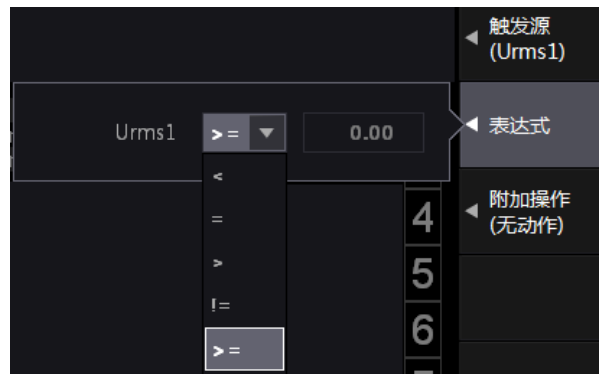 触发源
(Urms1)
Urms1 >= 0.00
表达式
<
=
>
!=
>=
附加操作
(无动作)
4
5
6